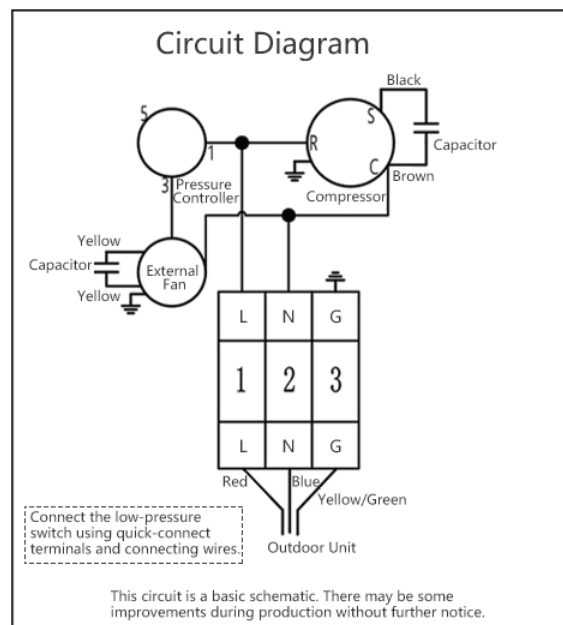 Circuit Diagram
Black
5
S
R
Capacitor
1
C
3
Pressure
Controller
Compressor
Brown
Yellow
Capacitor
External
Fan
Yellow
L N G
1 2 3
L N G
Red
Blue
Yellow/Green
Connect the low-pressure
switch using quick-connect
terminals and connecting wires.
Outdoor Unit
This circuit is a basic schematic. There may be some
improvements during production without further notice.